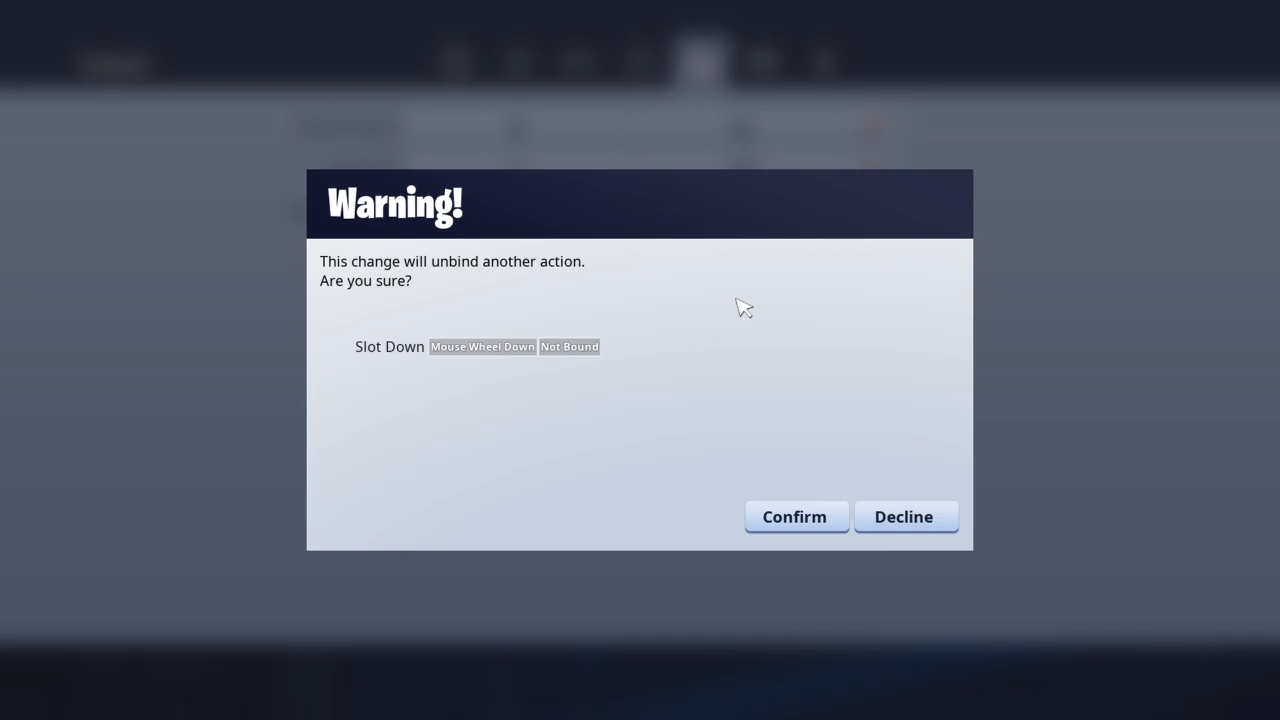 Warning!
This change will unbind another action.
Are you sure?
Slot Down Mouse Wheel Down Not Bound
Confirm Decline